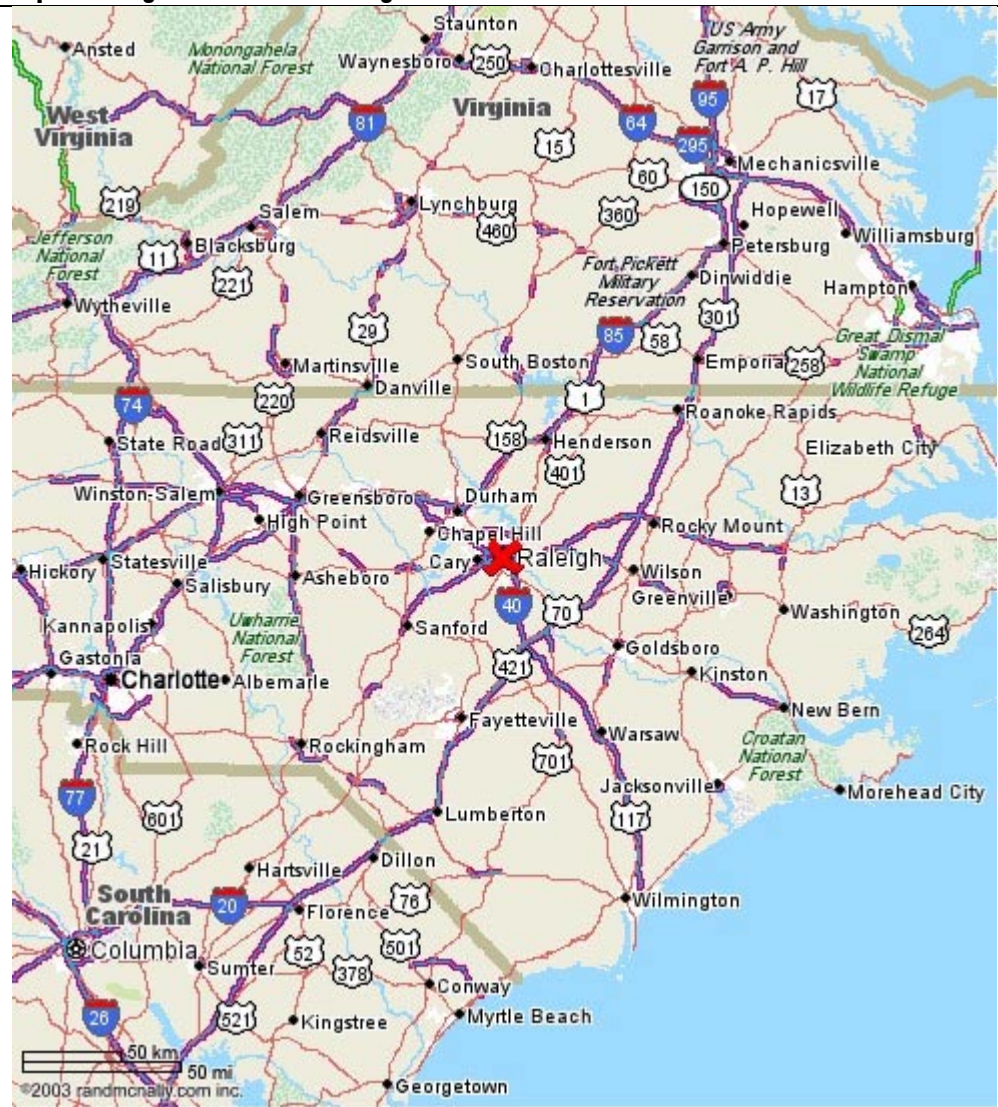 Staunton
US Army
Garrison and
Fort A. P. Hill
Ansted
Monongahela
National Forest
Waynesboro
250
Charlottesville
17
West
Virginia
81
Virginia
64
95
15
295
Mechanicsville
60
150
219
Salem
Lynchburg
460
360
Hopewell
Jefferson
National
Forest
11
Blacksburg
221
Petersburg
Williamsburg
Fort Pickett
Military
Reservation
Dinwiddie
Wytheville
Hampton
29
85
58
301
Martinsville
South Boston
Emporia
258
Great Dismal
Swamp
National
Wildlife Refuge
Danville
74
220
1
Roanoke Rapids
State Road
311
Reidsville
158
Henderson
401
Elizabeth City
Winston-Salem
Greensboro
Durham
13
High Point
Chapel Hill
Rocky Mount
Statesville
Cary
Raleigh
Hickory
Salisbury
Asheboro
Wilson
Greenville
40
70
Washington
Kannapolis
Uwharrie
National
Forest
Sanford
264
Gastonia
Goldsboro
421
Charlotte
Albemarle
Kinston
Fayetteville
New Bern
Rock Hill
Rockingham
Warsaw
Croatan
National
Forest
701
77
Jacksonville
Morehead City
601
Lumberton
117
21
Dillon
Hartsville
South
Carolina
20
76
Wilmington
Florence
Columbia
52
501
Sumter
378
Conway
26
521
Kingstree
Myrtle Beach
50 km
50 mi
©2003 randmcnally.com inc.
Georgetown